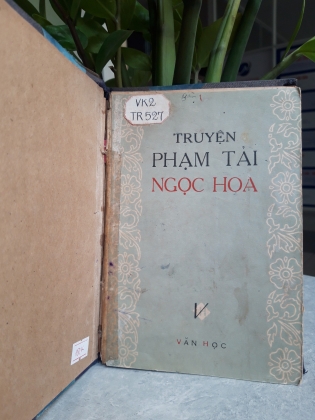 VK2
TR527
TRUYỆN
PHẠM TẢI
NGỌC HOA
V
VĂN HỌC